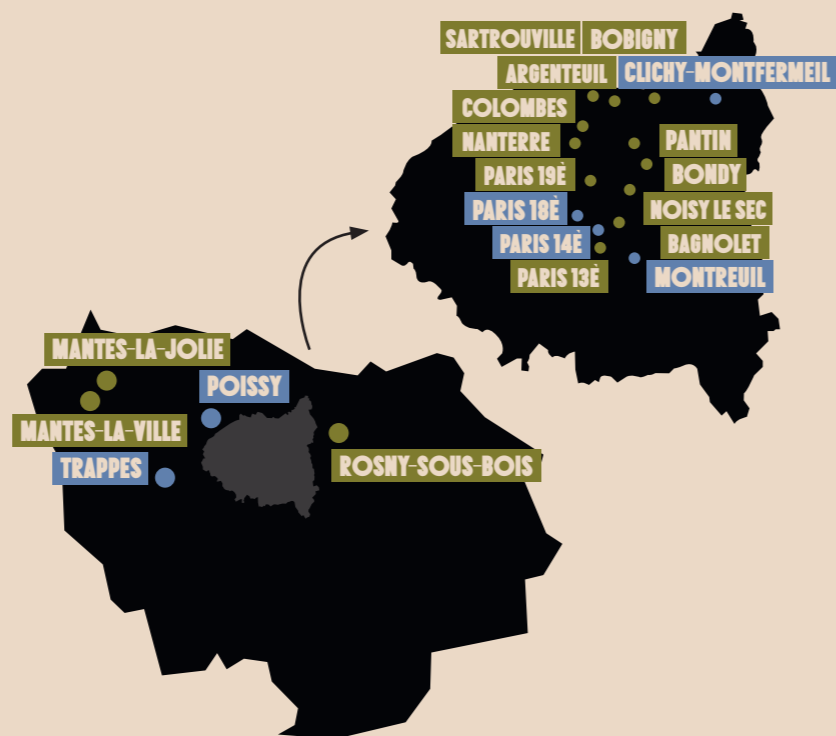 SARTROUVILLE
BOBIGNY
ARGENTEUIL
CLICHY-MONTFERMEIL
COLOMBES
NANTERRE
PANTIN
PARIS 19È
BONDY
PARIS 18È
NOISY LE SEC
PARIS 14È
BAGNOLET
PARIS 13È
MONTREUIL
MANTES-LA-JOLIE
POISSY
MANTES-LA-VILLE
TRAPPES
ROSNY-SOUS-BOIS